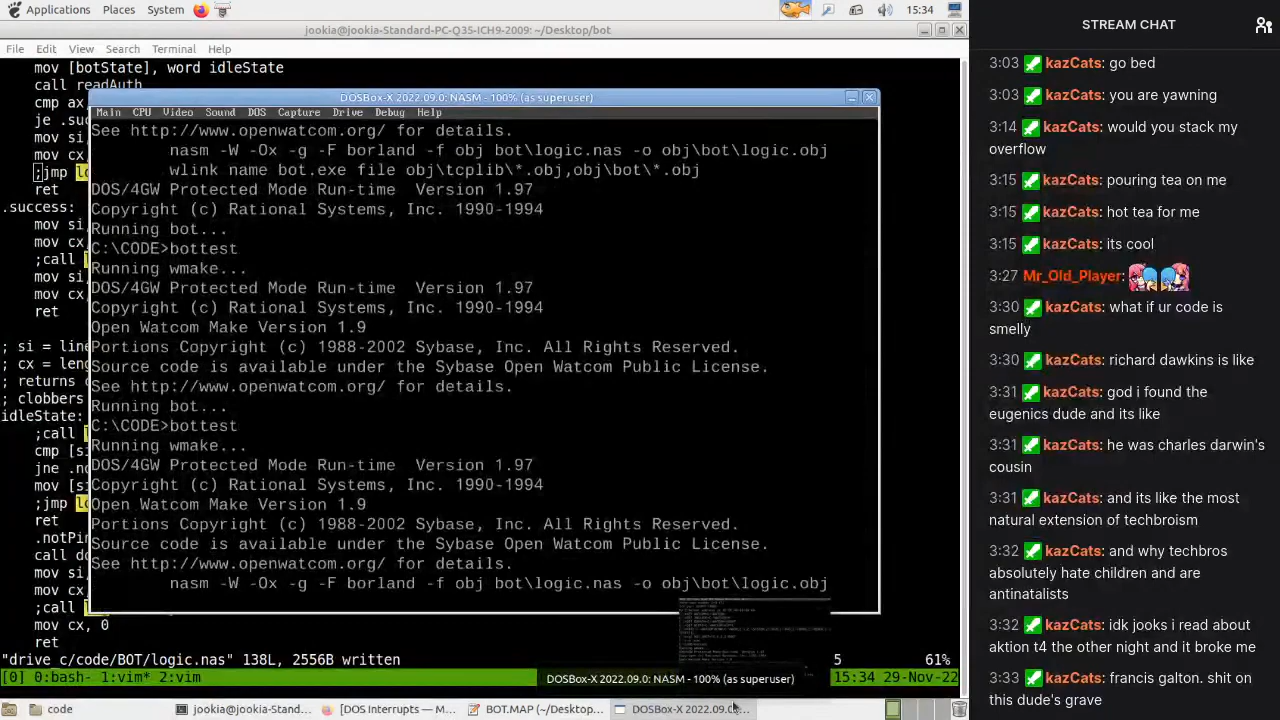 Applications Places System 15:34
jookia@jookia-Standard-PC-Q35-ICH9-2009: ~/Desktop/bot
File Edit View Search Terminal Help
mov [botState], word idleState
call readAuth
cmp ax,
je .suc
mov cx
;jmp lo
ret
.success:
mov si,
mov cx,
;call
mov si
mov cx,
ret
; si = line
; cx = leng
; returns c
; clobbers
idleState:
;call
cmp [si
jne .no
mov [si
;jmp lo
ret
.notPin
call do
mov si,
;call
mov cx, 0
ret
"drive/code/BOT/logic.nas" 138L, 2556B written 5 61%
[2] 0:bash- 1:vim* 2:vim 15:34 29-Nov-22
DOSBox-X 2022.09.0: NASM - 100% (as superuser)
Main CPU Video Sound DOS Capture Drive Debug Help
See http://www.openwatcom.org/ for details.
nasm -W -Ox -g -F borland -f obj bot\logic.nas -o obj\bot\logic.obj
wlink name bot.exe file obj\tcplib\*.obj,obj\bot\*.obj
DOS/4GW Protected Mode Run-time Version 1.97
Copyright (c) Rational Systems, Inc. 1990-1994
Running bot...
C:\CODE>bottest
Running wmake...
DOS/4GW Protected Mode Run-time Version 1.97
Copyright (c) Rational Systems, Inc. 1990-1994
Open Watcom Make Version 1.9
Portions Copyright (c) 1988-2002 Sybase, Inc. All Rights Reserved.
Source code is available under the Sybase Open Watcom Public License.
See http://www.openwatcom.org/ for details.
Running bot...
C:\CODE>bottest
Running wmake...
DOS/4GW Protected Mode Run-time Version 1.97
Copyright (c) Rational Systems, Inc. 1990-1994
Open Watcom Make Version 1.9
Portions Copyright (c) 1988-2002 Sybase, Inc. All Rights Reserved.
Source code is available under the Sybase Open Watcom Public License.
See http://www.openwatcom.org/ for details.
nasm -W -Ox -g -F borland -f obj bot\logic.nas -o obj\bot\logic.obj
DOSBox-X 2022.09.0: NASM - 100% (as superuser)
code jookia@jookia-Stand... [DOS Interrupts — M... BOT.MAP (~/Desktop... DOSBox-X 2022.09.0:...
STREAM CHAT
3:03 kazCats: go bed
3:03 kazCats: you are yawning
3:14 kazCats: would you stack my
overflow
3:15 kazCats: pouring tea on me
3:15 kazCats: hot tea for me
3:15 kazCats: its cool
3:27 Mr_Old_Player:
3:30 kazCats: what if ur code is
smelly
3:30 kazCats: richard dawkins is like
3:31 kazCats: god i found the
eugenics dude and its like
3:31 kazCats: he was charles darwin's
cousin
3:31 kazCats: and its like the most
natural extension of techbroism
3:32 kazCats: and why techbros
absolutely hate children and are
antinatalists
3:32 kazCats: idk pots i read about
action t4 the other night and it broke me
3:33 kazCats: francis galton. shit on
this dude's grave